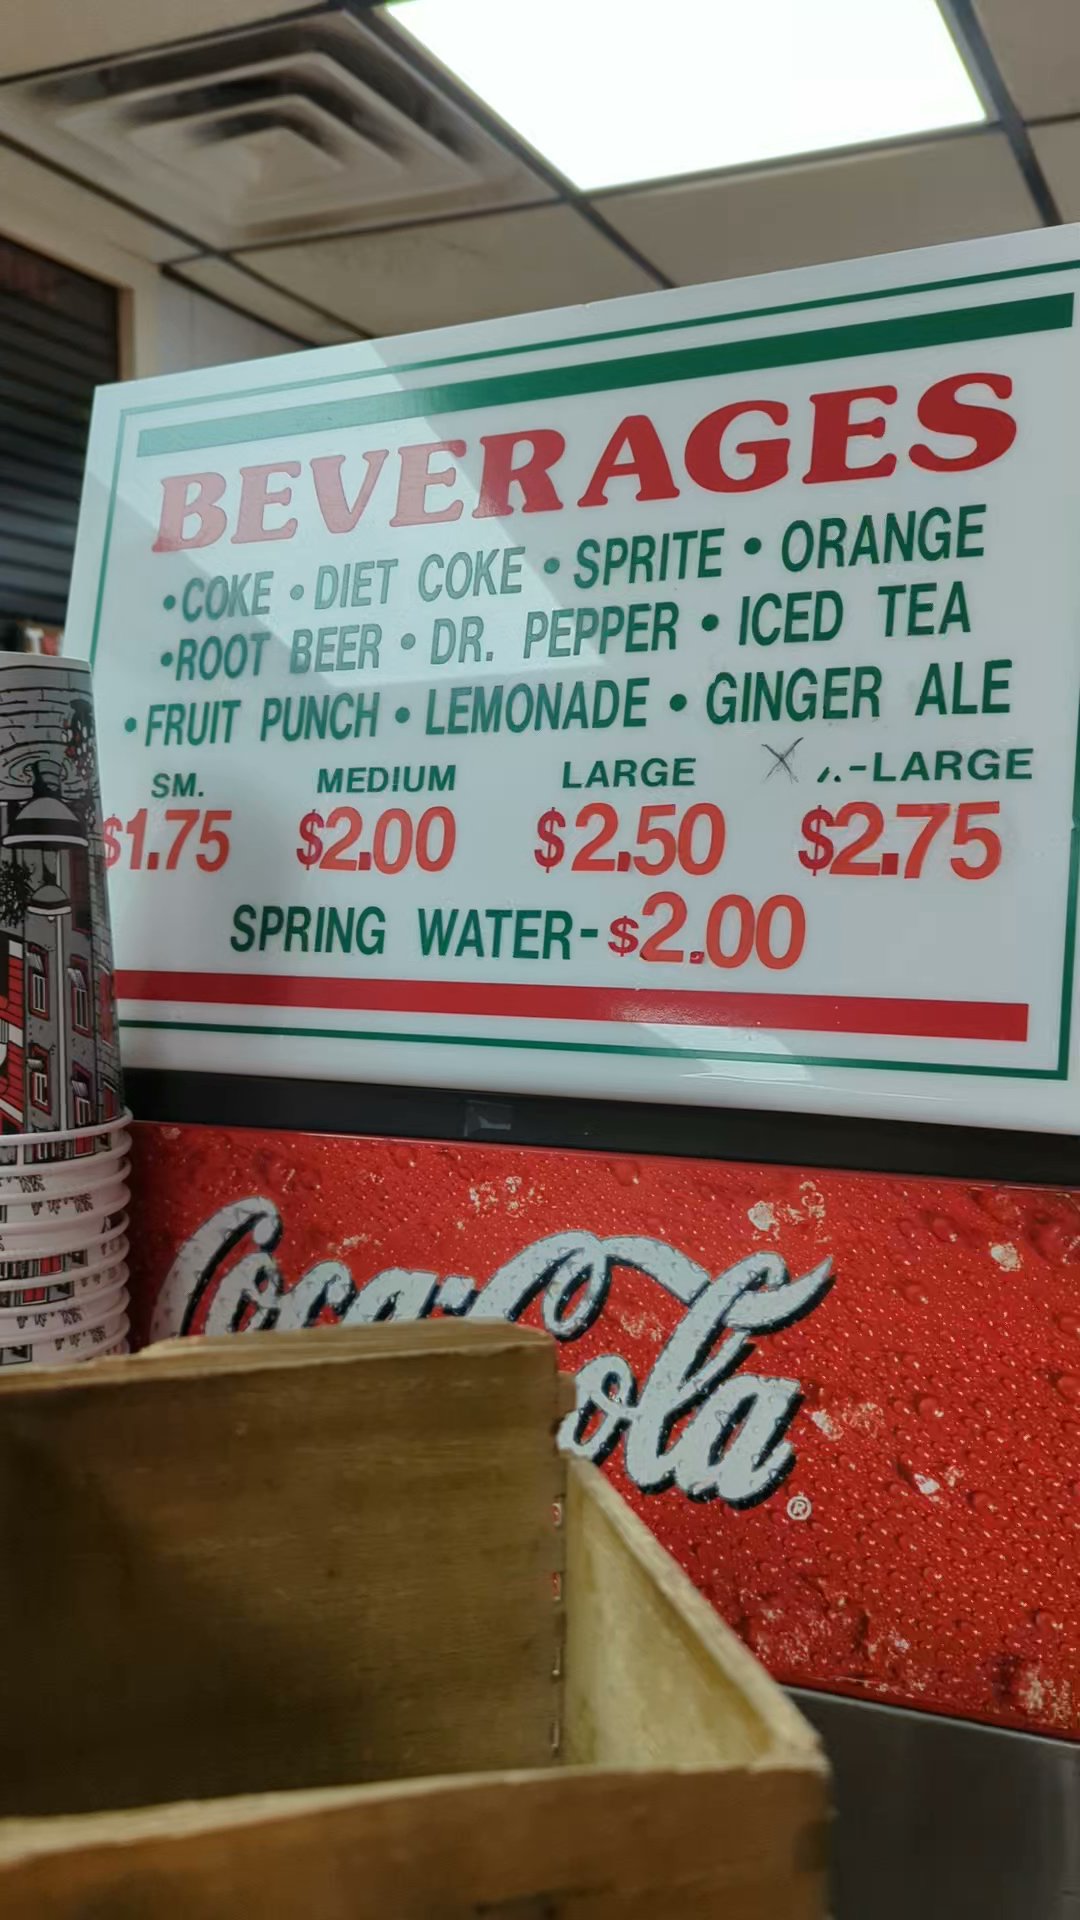 BEVERAGES
•COKE •DIET COKE •SPRITE •ORANGE
•ROOT BEER •DR. PEPPER •ICED TEA
•FRUIT PUNCH •LEMONADE •GINGER ALE
SM. MEDIUM LARGE X-LARGE
$1.75 $2.00 $2.50 $2.75
SPRING WATER-$2.00
Coca-Cola®